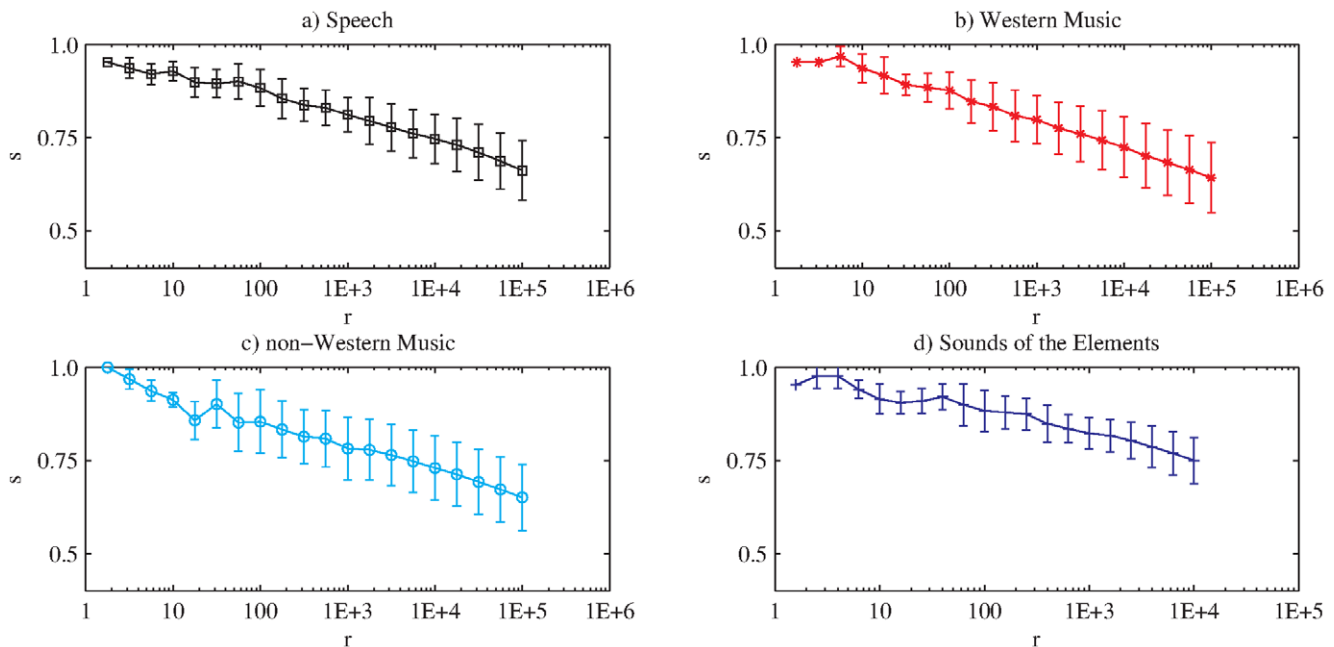 a) Speech
1.0
0.75
0.5
s
1 10 100 1E+3 1E+4 1E+5 1E+6
r
b) Western Music
1.0
0.75
0.5
s
1 10 100 1E+3 1E+4 1E+5 1E+6
r
c) non−Western Music
1.0
0.75
0.5
s
1 10 100 1E+3 1E+4 1E+5 1E+6
r
d) Sounds of the Elements
1.0
0.75
0.5
s
1 10 100 1E+3 1E+4 1E+5
r